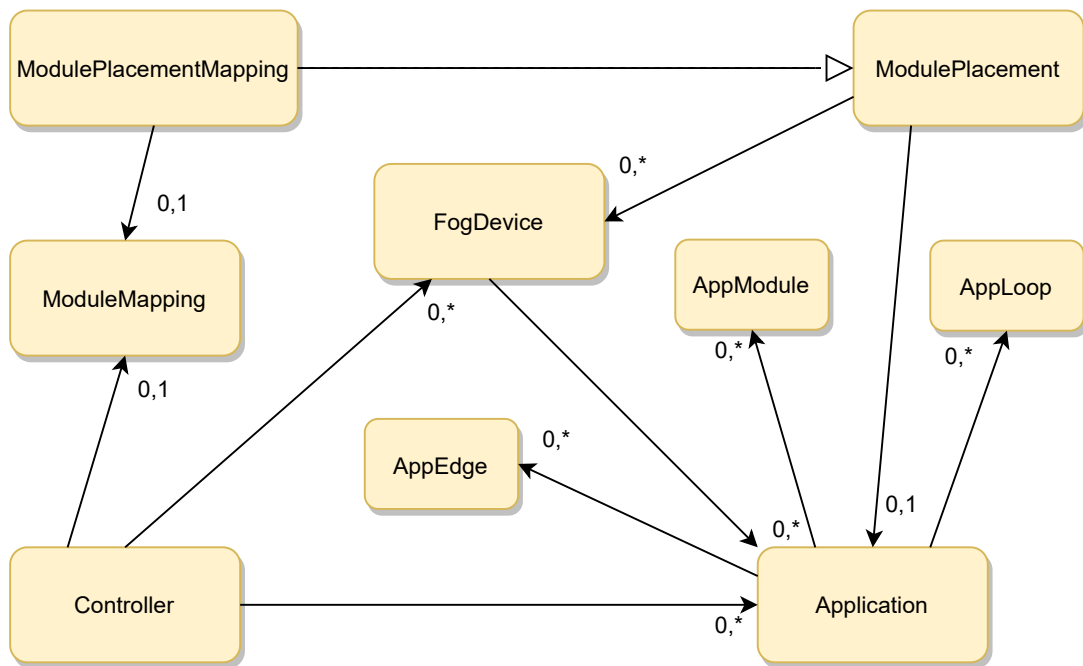 ModulePlacementMapping
ModulePlacement
0,*
0,1
FogDevice
ModuleMapping
AppModule
AppLoop
0,*
0,*
0,*
0,1
AppEdge
0,*
0,1
0,*
Controller
Application
0,*